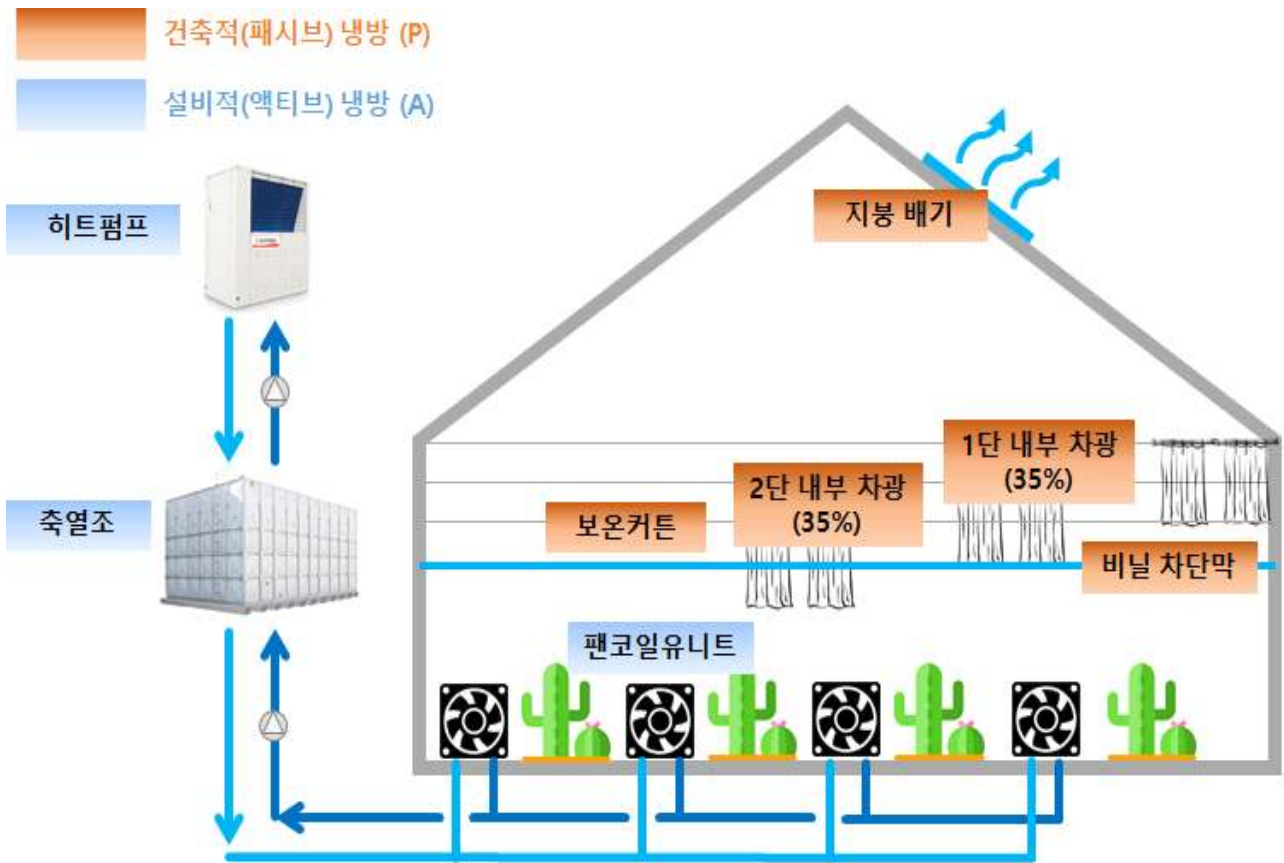 건축적(패시브) 냉방 (P)
설비적(액티브) 냉방 (A)
히트펌프
지붕 배기
1단 내부 차광
(35%)
2단 내부 차광
(35%)
축열조
보온커튼
비닐 차단막
팬코일유니트